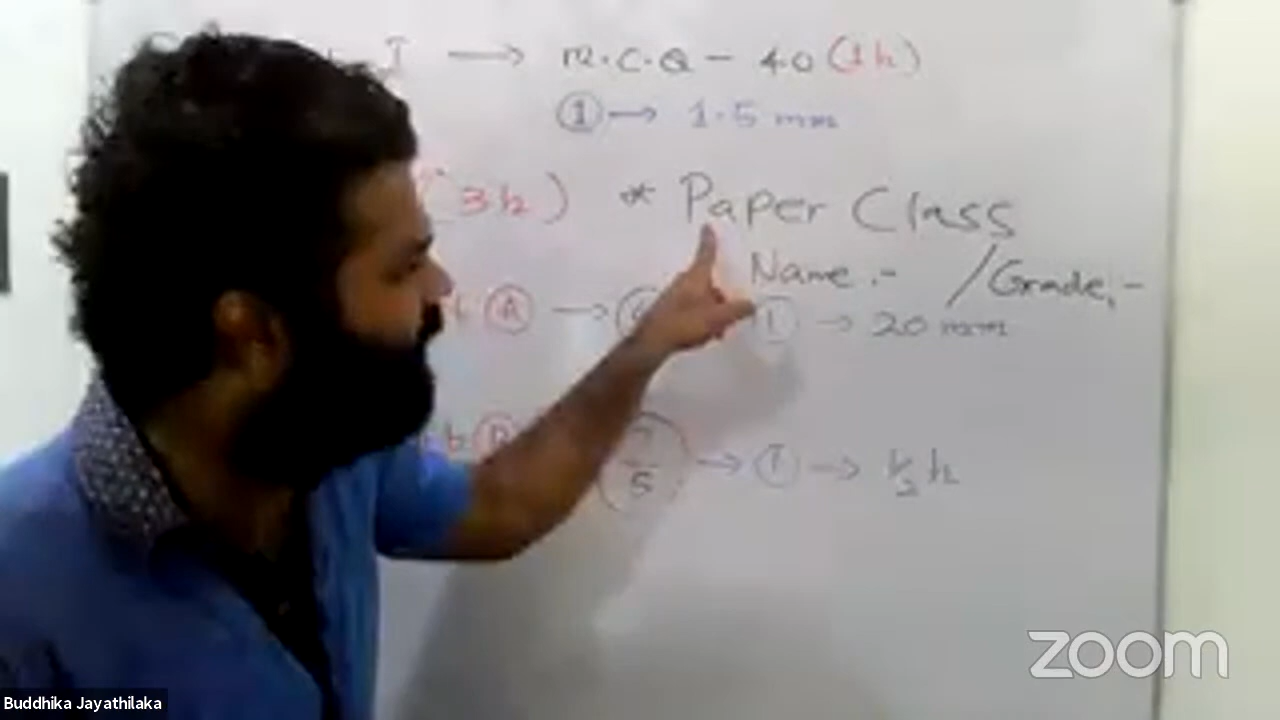 I → M.C.Q - 40 (1h)
① → 1.5 mm
(3h) * Paper Class
Name :- / Grade :-
Ⓐ → ① → 20 mm
5 → ① → ½ h
zoom
Buddhika Jayathilaka